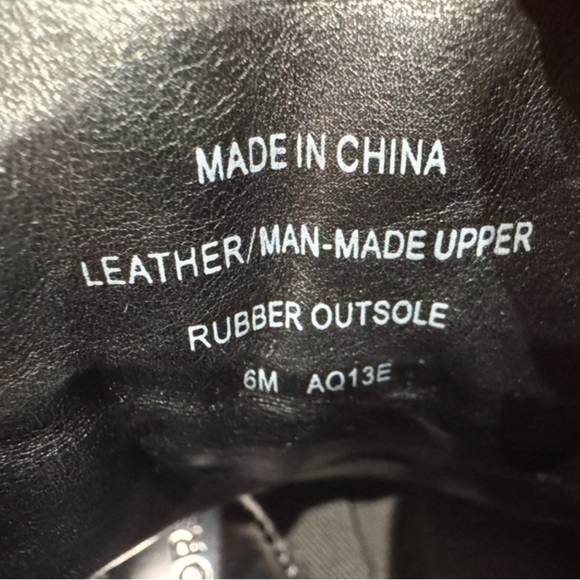 MADE IN CHINA
LEATHER/MAN-MADE UPPER
RUBBER OUTSOLE
6M AQ13E